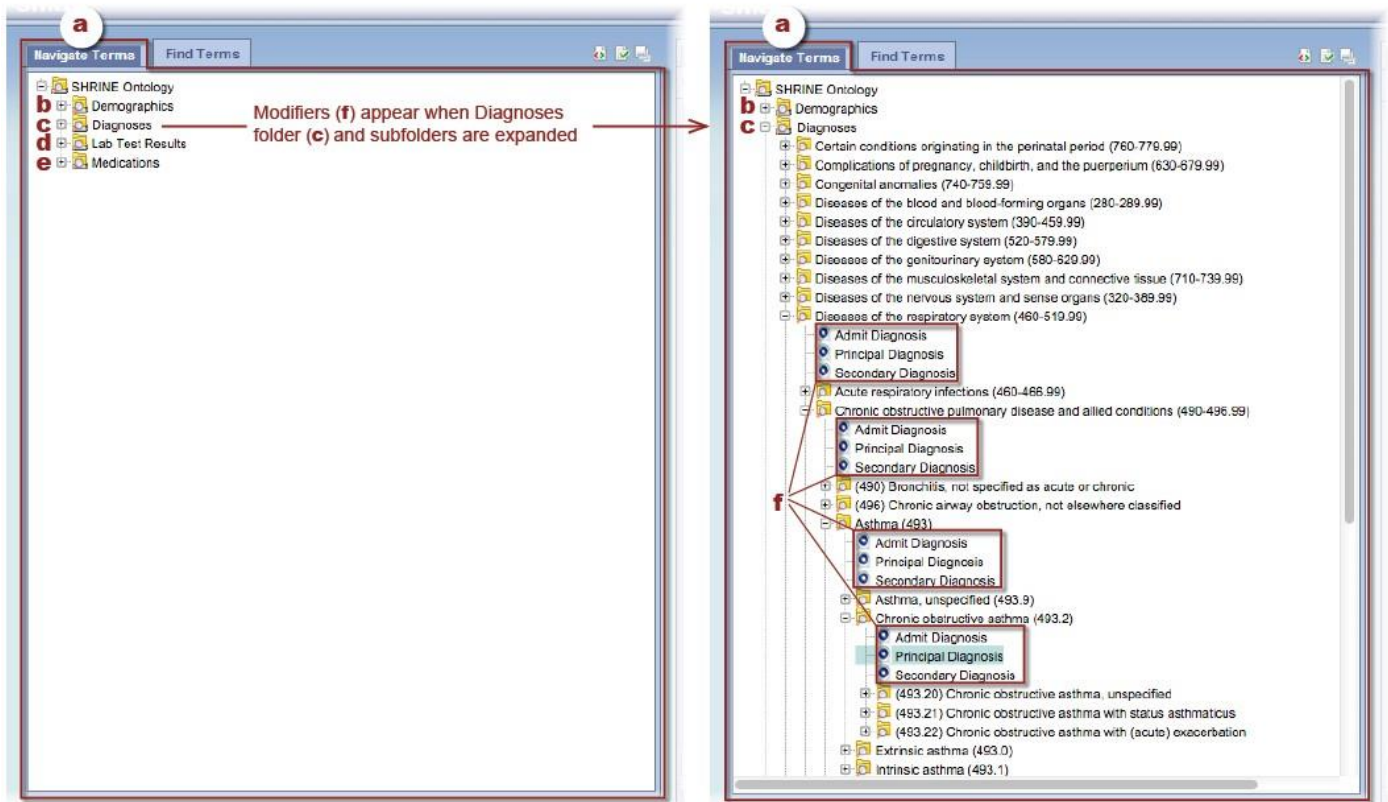 a
Navigate Terms
Find Terms
SHRINE Ontology
b Demographics
c Diagnoses
d Lab Test Results
e Medications
Modifiers (f) appear when Diagnoses
folder (c) and subfolders are expanded
a
Navigate Terms
Find Terms
SHRINE Ontology
b Demographics
c Diagnoses
Certain conditions originating in the perinatal period (760-779.99)
Complications of pregnancy, childbirth, and the puerperium (630-679.99)
Congenital anomalies (740-759.99)
Diseases of the blood and blood-forming organs (280-289.99)
Diseases of the circulatory system (390-459.99)
Diseases of the digestive system (520-579.99)
Diseases of the genitourinary system (580-629.99)
Diseases of the musculoskeletal system and connective tissue (710-739.99)
Diseases of the nervous system and sense organs (320-389.99)
Diseases of the respiratory system (460-519.99)
Admit Diagnosis
Principal Diagnosis
Secondary Diagnosis
Acute respiratory infections (460-466.99)
Chronic obstructive pulmonary disease and allied conditions (490-496.99)
Admit Diagnosis
Principal Diagnosis
Secondary Diagnosis
(490) Bronchitis, not specified as acute or chronic
f (496) Chronic airway obstruction, not elsewhere classified
Asthma (493)
Admit Diagnosis
Principal Diagnosis
Secondary Diagnosis
Asthma, unspecified (493.9)
Chronic obstructive asthma (493.2)
Admit Diagnosis
Principal Diagnosis
Secondary Diagnosis
(493.20) Chronic obstructive asthma, unspecified
(493.21) Chronic obstructive asthma with status asthmaticus
(493.22) Chronic obstructive asthma with (acute) exacerbation
Extrinsic asthma (493.0)
Intrinsic asthma (493.1)